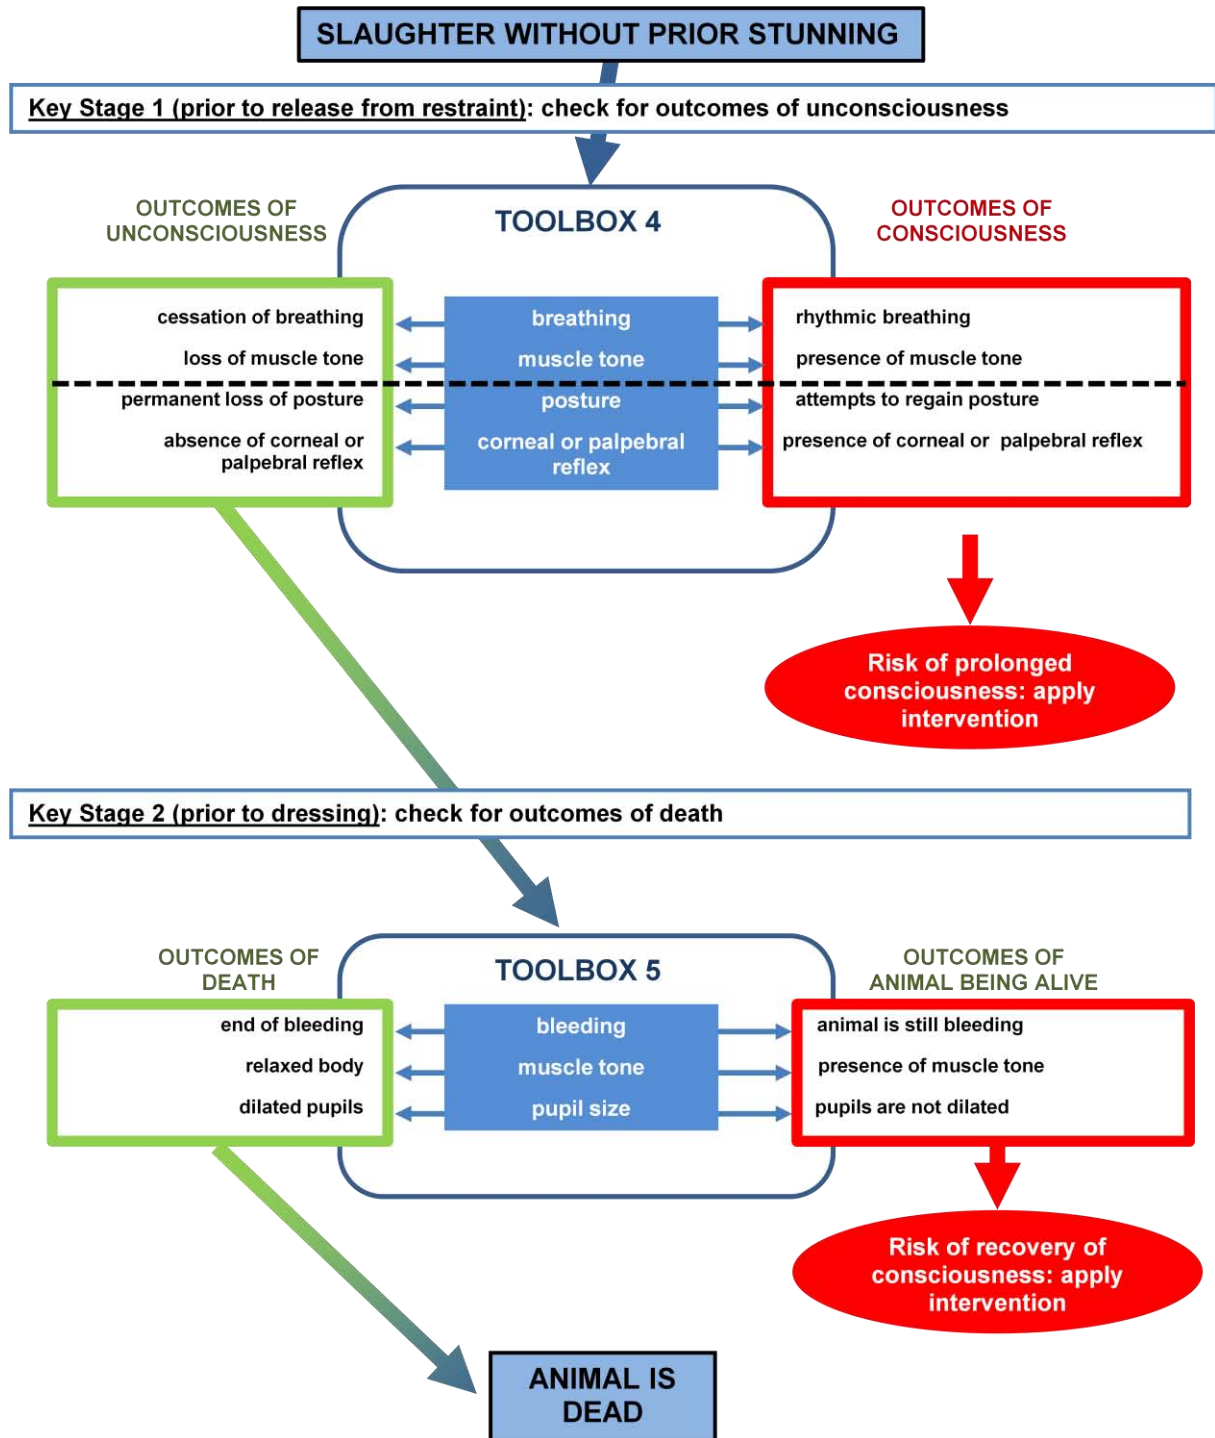 SLAUGHTER WITHOUT PRIOR STUNNING
Key Stage 1 (prior to release from restraint): check for outcomes of unconsciousness
OUTCOMES OF
UNCONSCIOUSNESS
TOOLBOX 4
OUTCOMES OF
CONSCIOUSNESS
cessation of breathing
breathing
rhythmic breathing
loss of muscle tone
muscle tone
presence of muscle tone
permanent loss of posture
posture
attempts to regain posture
absence of corneal or
palpebral reflex
corneal or palpebral
reflex
presence of corneal or palpebral reflex
Risk of prolonged
consciousness: apply
intervention
Key Stage 2 (prior to dressing): check for outcomes of death
OUTCOMES OF
DEATH
TOOLBOX 5
OUTCOMES OF
ANIMAL BEING ALIVE
end of bleeding
bleeding
animal is still bleeding
relaxed body
muscle tone
presence of muscle tone
dilated pupils
pupil size
pupils are not dilated
Risk of recovery of
consciousness: apply
intervention
ANIMAL IS
DEAD